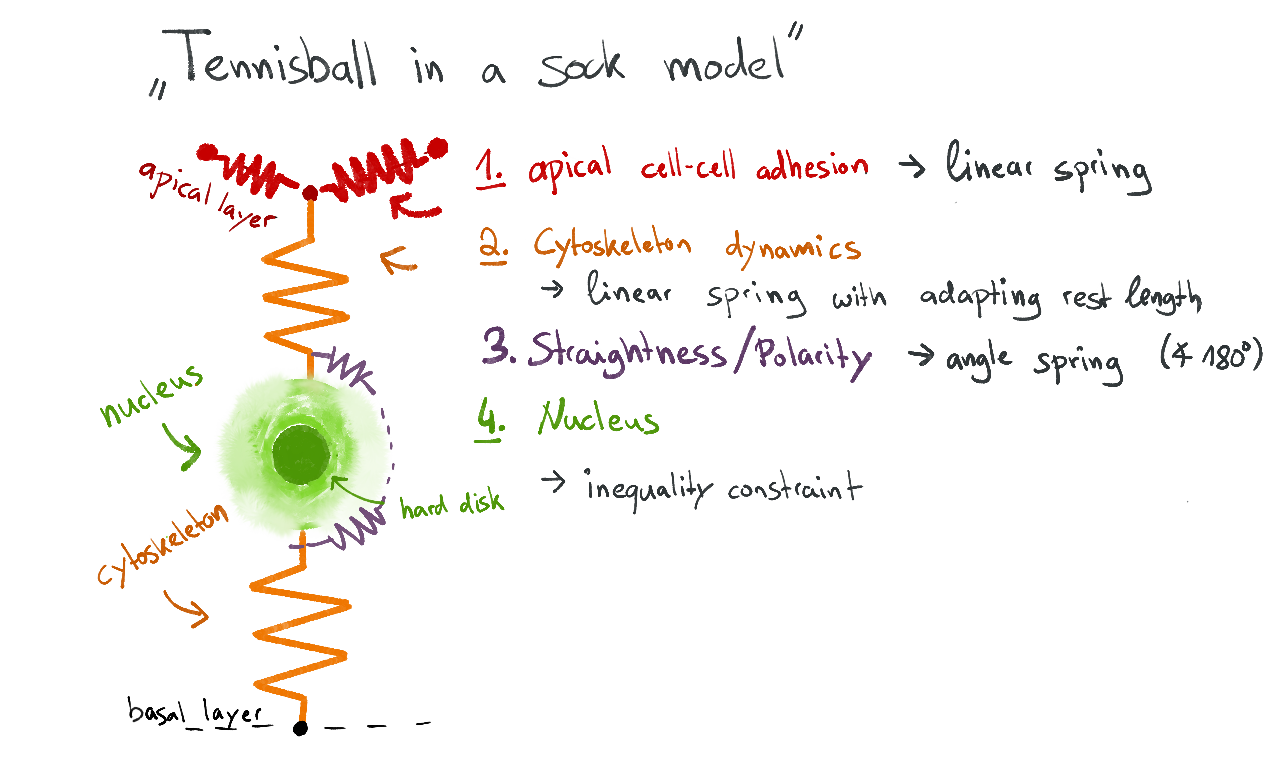 „Tennisball in a sock model"
apical layer
1. apical cell-cell adhesion → linear spring
2. Cytoskeleton dynamics
→ linear spring with adapting rest length
3. Straightness/Polarity → angle spring (∡ 180°)
nucleus
4. Nucleus
→ inequality constraint
hard disk
cytoskeleton
basal layer